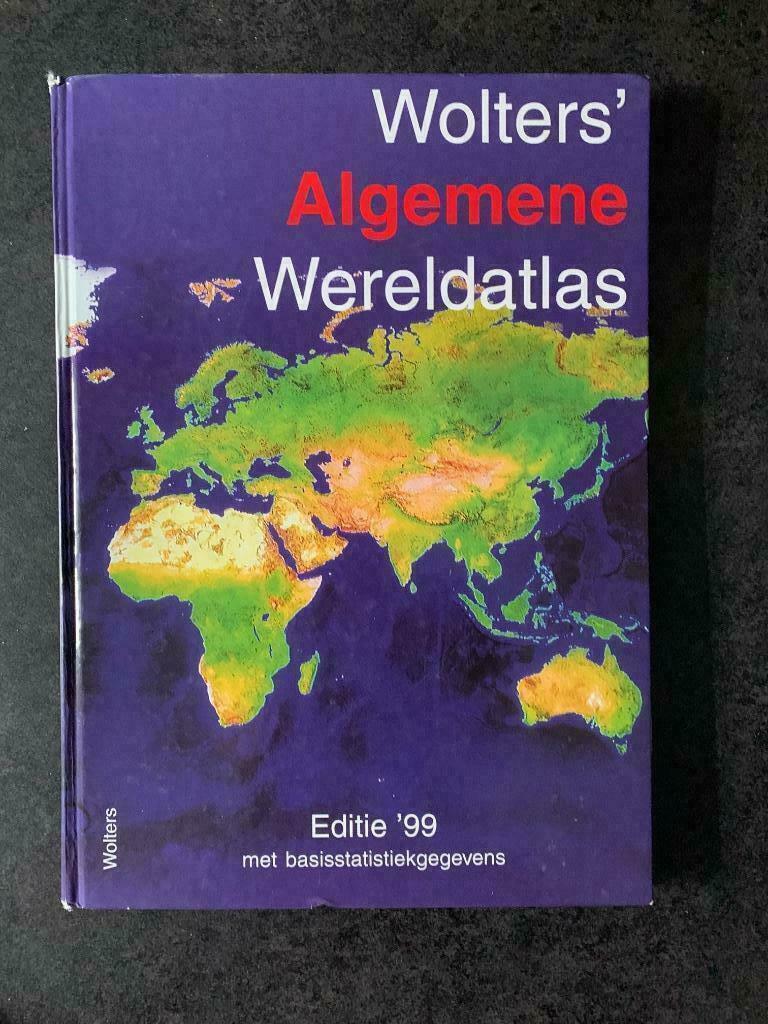 Wolters’
Algemene
Wereldatlas
Editie ’99
met basisstatistiekgegevens
Wolters